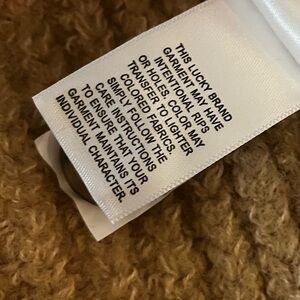 THIS LUCKY BRAND
GARMENT MAY HAVE
INTENTIONAL RIPS
OR HOLES. COLOR MAY
TRANSFER TO LIGHTER
COLORED FABRICS.
SIMPLY FOLLOW THE
CARE INSTRUCTIONS
TO ENSURE THAT YOUR
GARMENT MAINTAINS ITS
INDIVIDUAL CHARACTER.